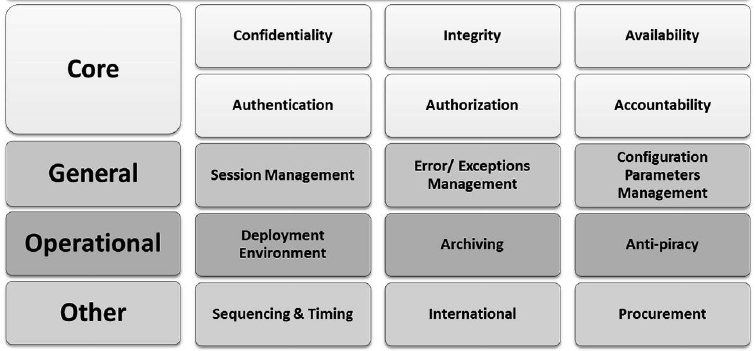 Core
Confidentiality
Integrity
Availability
Authentication
Authorization
Accountability
General
Session Management
Error/ Exceptions
Management
Configuration
Parameters
Management
Operational
Deployment
Environment
Archiving
Anti-piracy
Other
Sequencing & Timing
International
Procurement